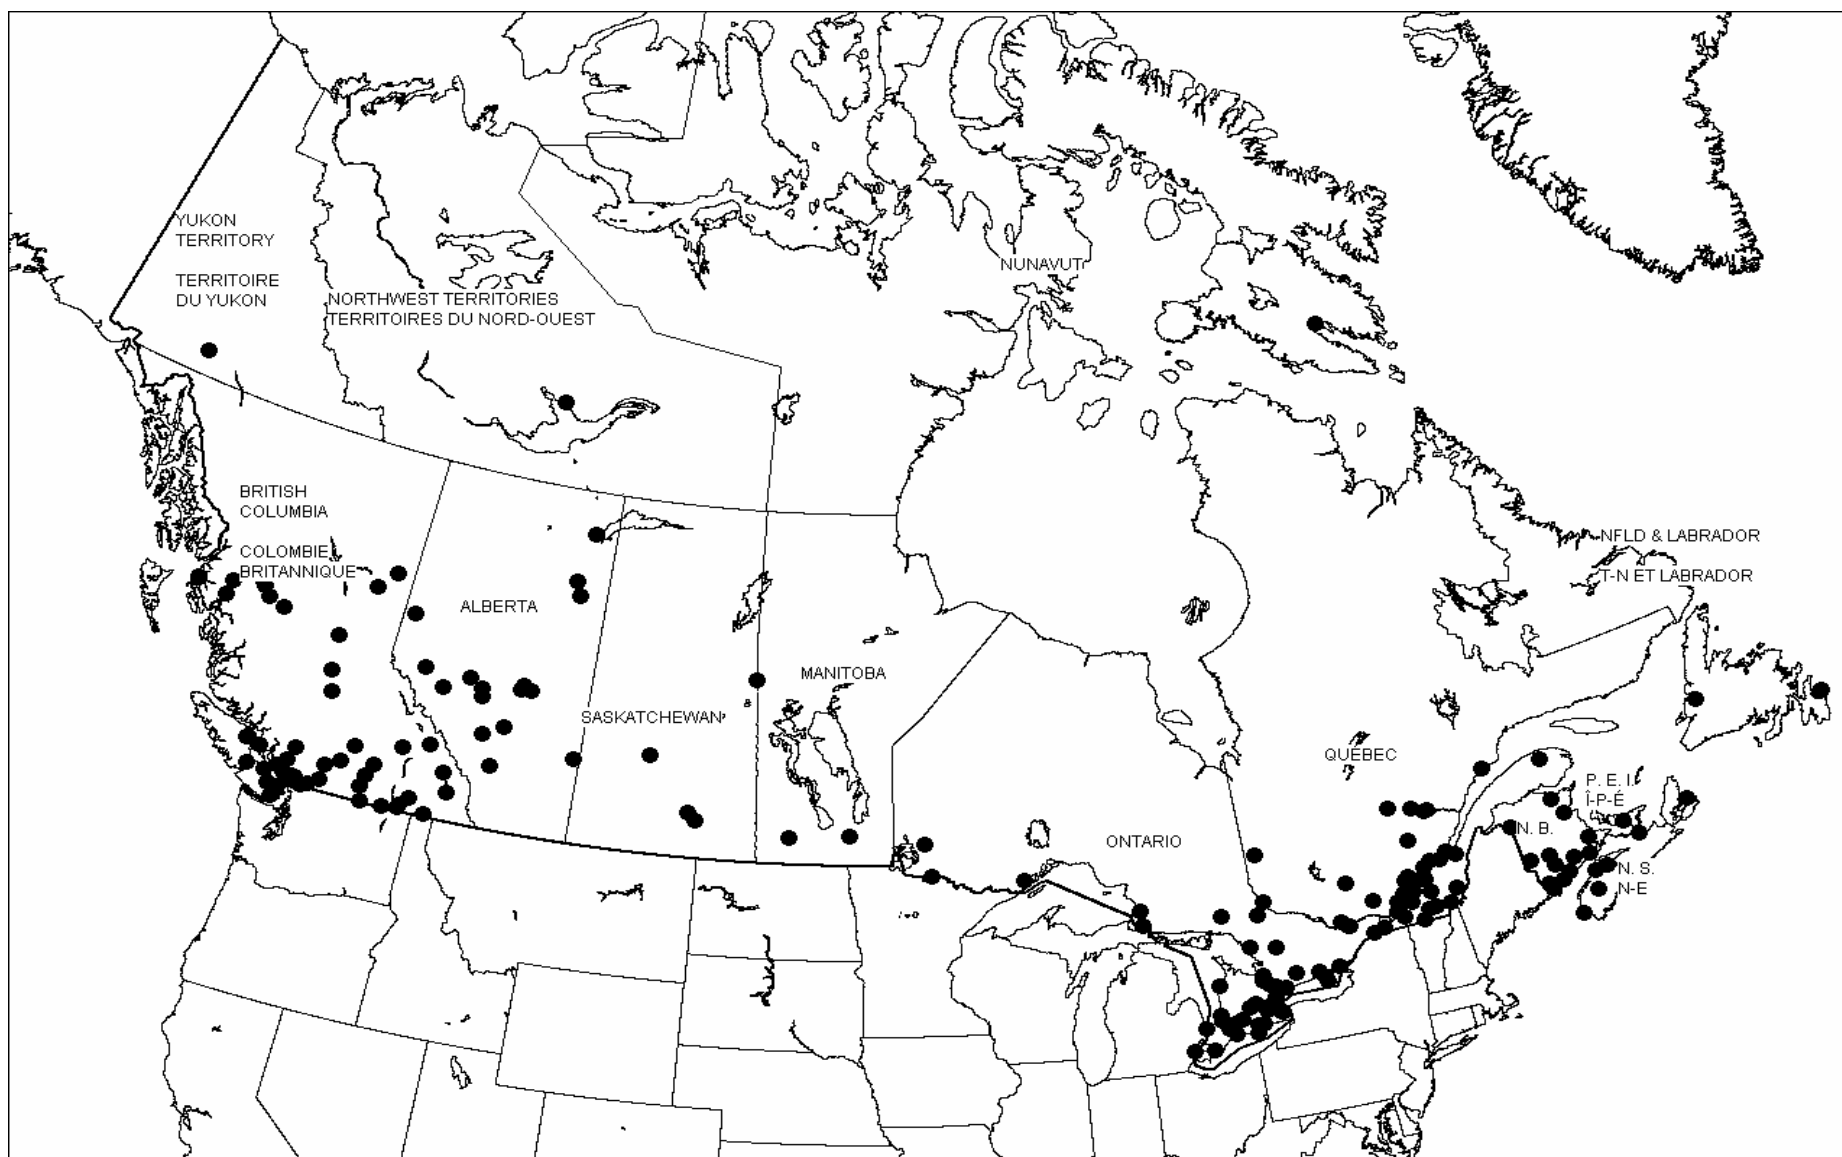 YUKON
TERRITORY
TERRITOIRE
DU YUKON
NORTHWEST TERRITORIES
TERRITOIRES DU NORD-OUEST
NUNAVUT
BRITISH
COLUMBIA
COLOMBIE
BRITANNIQUE
ALBERTA
SASKATCHEWAN
MANITOBA
ONTARIO
QUÉBEC
NFLD & LABRADOR
T-N ET LABRADOR
P. E. I.
Î-P-É
N. B.
N. S.
N-E